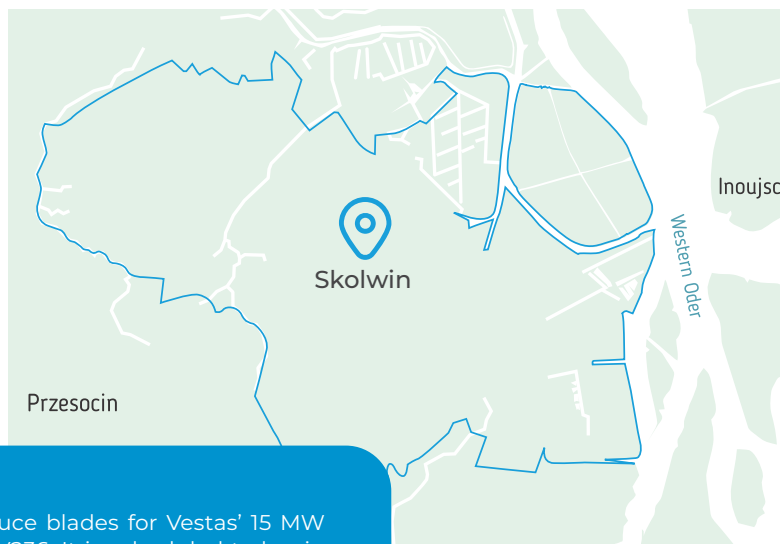 Inoujsc
Western Oder
Skolwin
Przesocin
uce blades for Vestas’ 15 MW